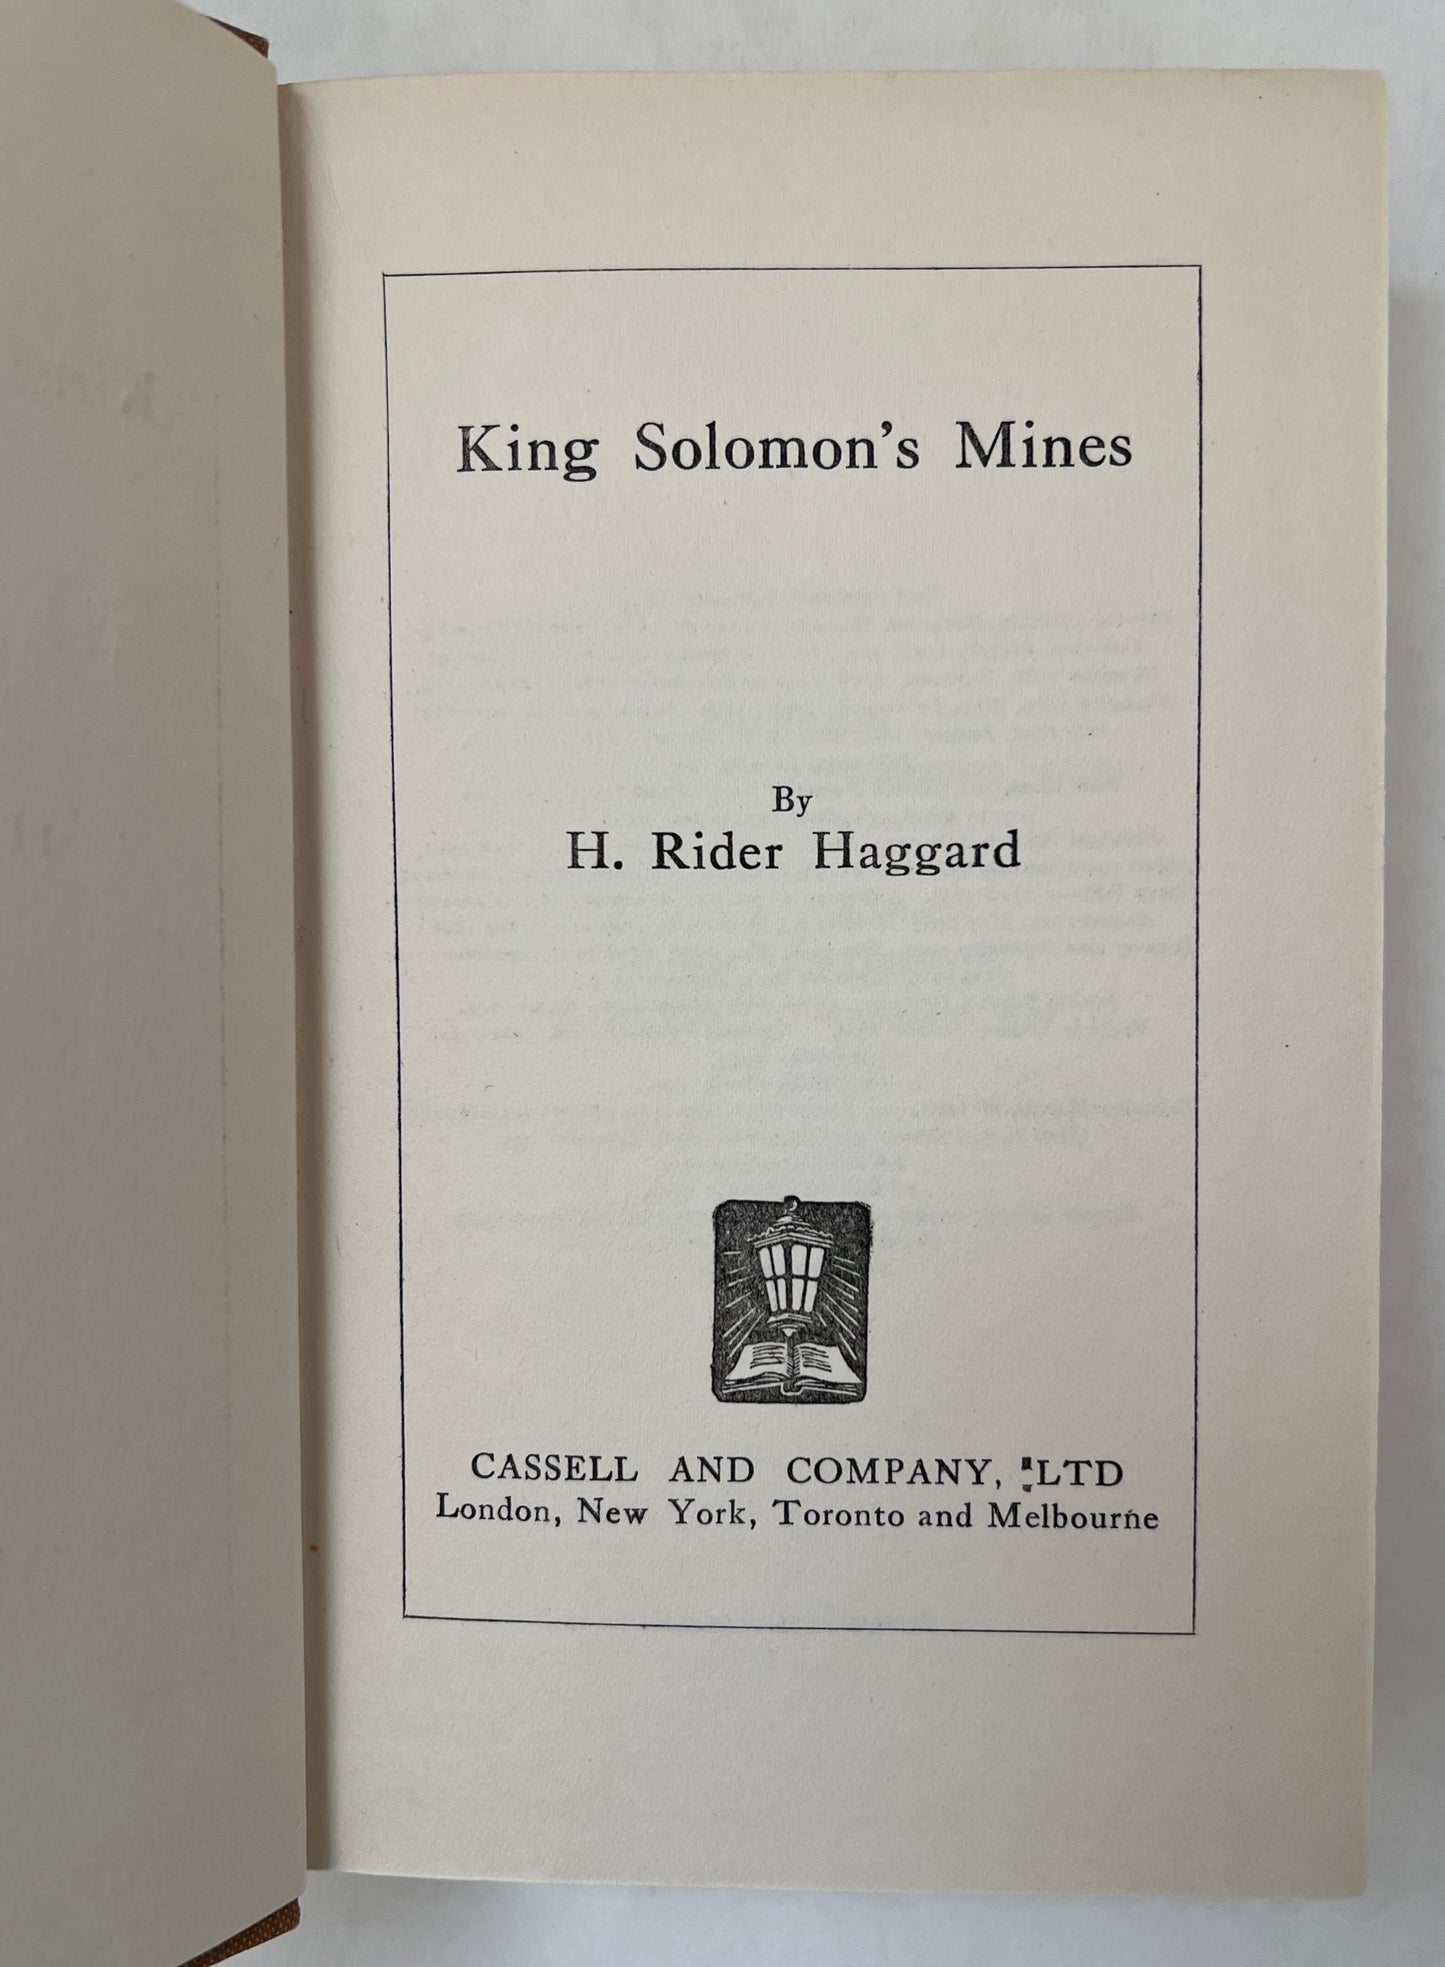 King Solomon's Mines
By
H. Rider Haggard
CASSELL AND COMPANY, LTD
London, New York, Toronto and Melbourne